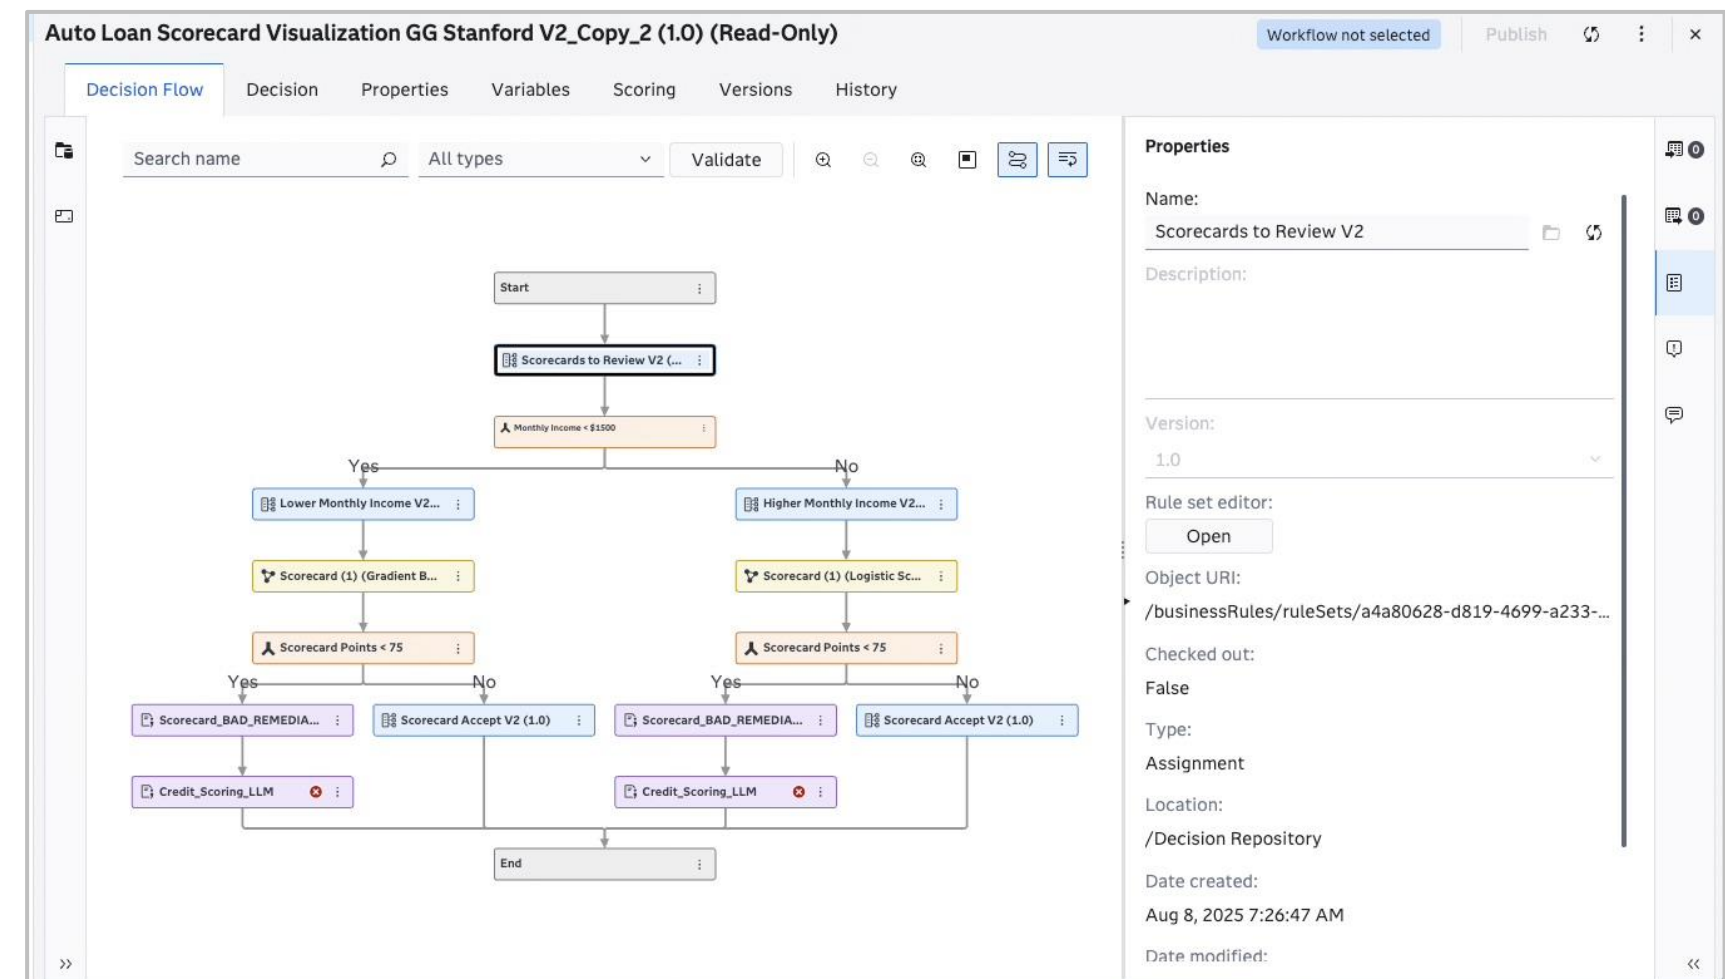 Auto Loan Scorecard Visualization GG Stanford V2_Copy_2 (1.0) (Read-Only)
Workflow not selected
Publish
Decision Flow
Decision
Properties
Variables
Scoring
Versions
History
Search name
All types
Validate
Start
Scorecards to Review V2 (...
Monthly Income < $1500
Yes
No
Lower Monthly Income V2...
Higher Monthly Income V2...
Scorecard (1) (Gradient B...
Scorecard (1) (Logistic Sc...
Scorecard Points < 75
Scorecard Points < 75
Yes
No
Yes
No
Scorecard_BAD_REMEDIA...
Scorecard Accept V2 (1.0)
Scorecard_BAD_REMEDIA...
Scorecard Accept V2 (1.0)
Credit_Scoring_LLM
Credit_Scoring_LLM
End
Properties
Name:
Scorecards to Review V2
Description:
Version:
1.0
Rule set editor:
Open
Object URI:
/businessRules/ruleSets/a4a80628-d819-4699-a233-...
Checked out:
False
Type:
Assignment
Location:
/Decision Repository
Date created:
Aug 8, 2025 7:26:47 AM
Date modified:
0
0